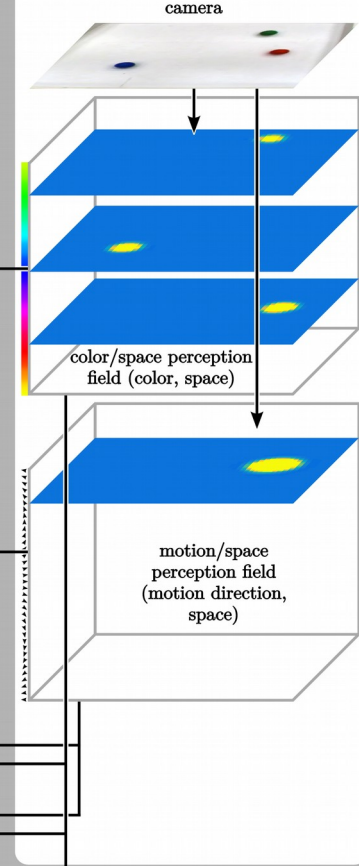 camera
color/space perception
field (color, space)
motion/space
perception field
(motion direction,
space)